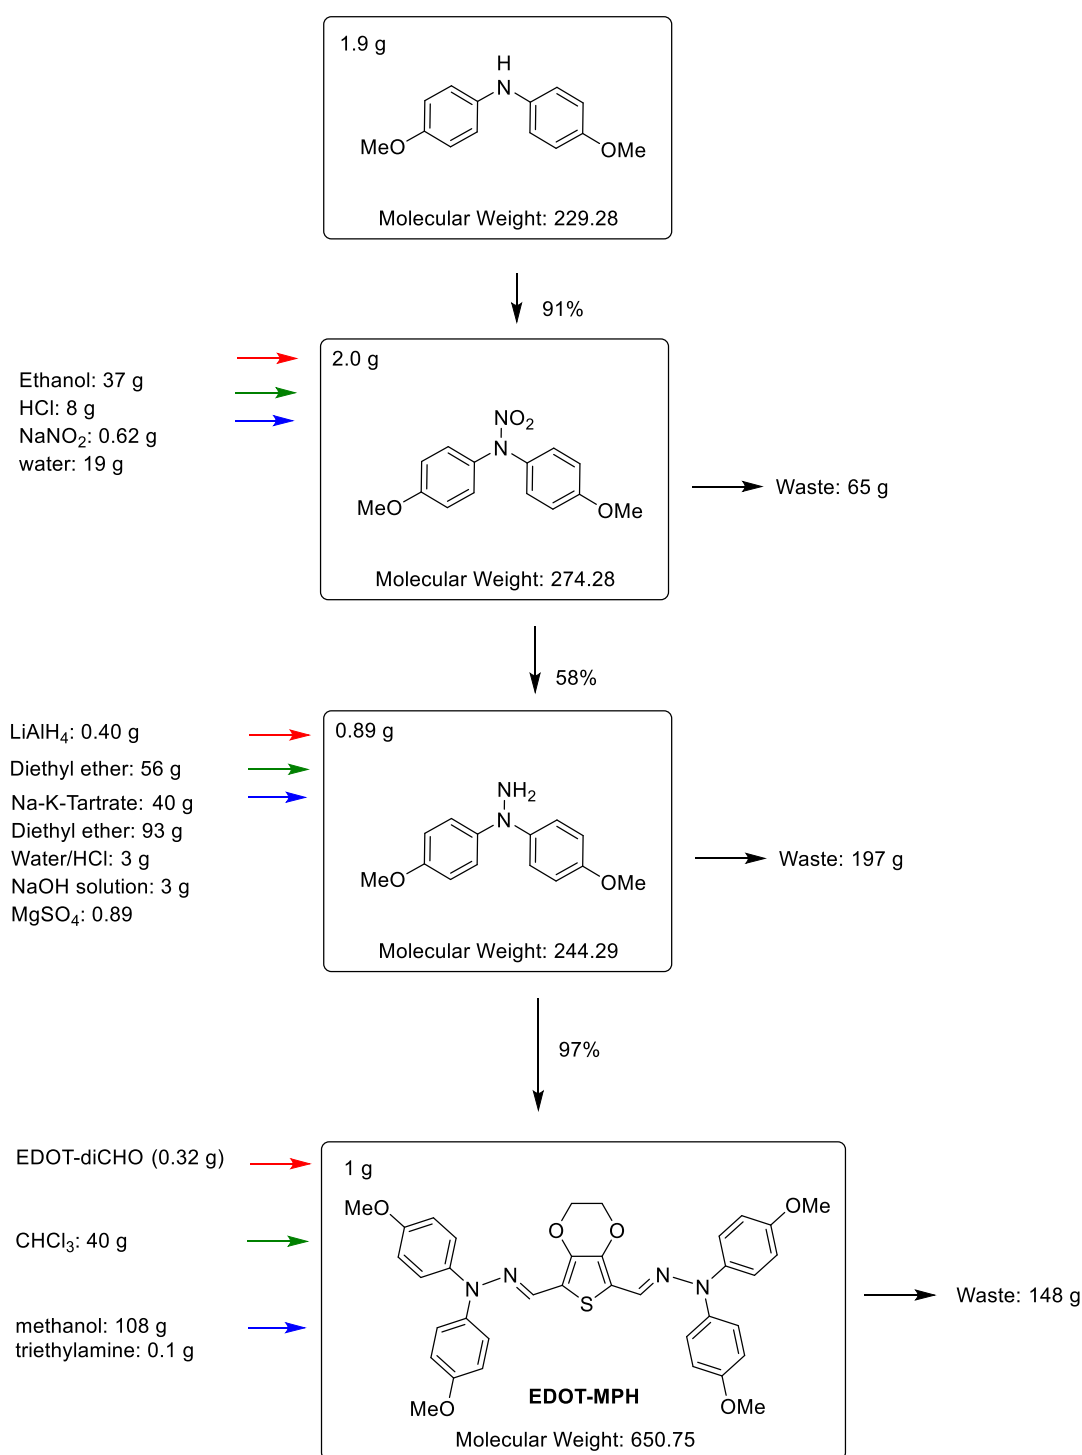 1.9 g
H
N
MeO
OMe
Molecular Weight: 229.28
91%
2.0 g
Ethanol: 37 g
HCl: 8 g
NaNO2: 0.62 g
water: 19 g
NO2
N
MeO
OMe
Waste: 65 g
Molecular Weight: 274.28
58%
LiAlH4: 0.40 g
0.89 g
Diethyl ether: 56 g
Na-K-Tartrate: 40 g
Diethyl ether: 93 g
Water/HCl: 3 g
NaOH solution: 3 g
MgSO4: 0.89
NH2
N
MeO
OMe
Waste: 197 g
Molecular Weight: 244.29
97%
EDOT-diCHO (0.32 g)
1 g
CHCl3: 40 g
methanol: 108 g
triethylamine: 0.1 g
MeO
OMe
O
O
N
N
N
N
S
MeO
OMe
Waste: 148 g
EDOT-MPH
Molecular Weight: 650.75